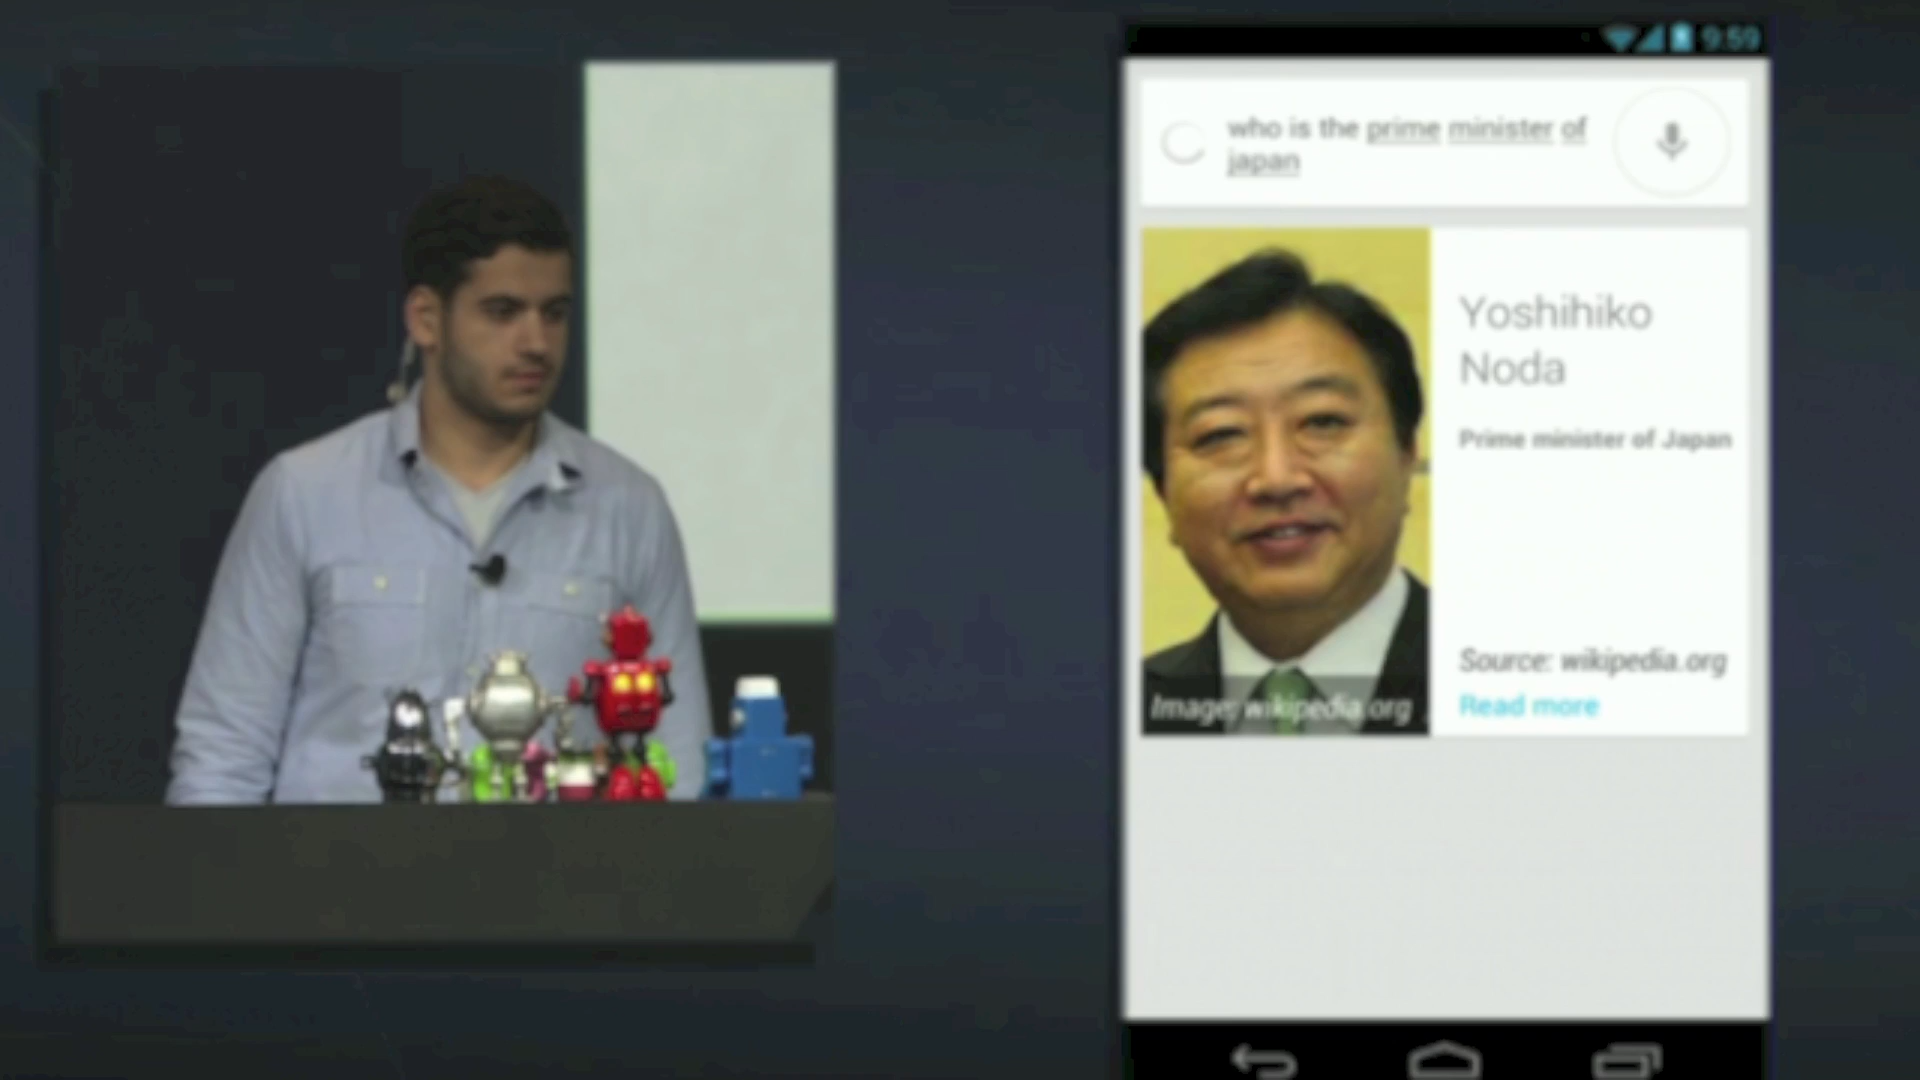 9:59
who is the prime minister of
japan
Yoshihiko
Noda
Prime minister of Japan
Source: wikipedia.org
Image: wikipedia.org
Read more